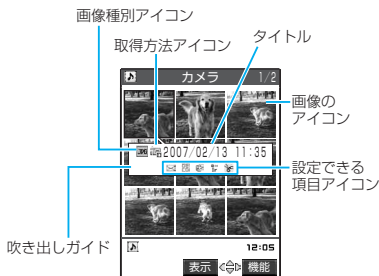 画像種別アイコン
取得方法アイコン
タイトル
カメラ 1/2
画像の
アイコン
2007/02/13 11:35
設定できる
項目アイコン
吹き出しガイド
12:05
表示 機能